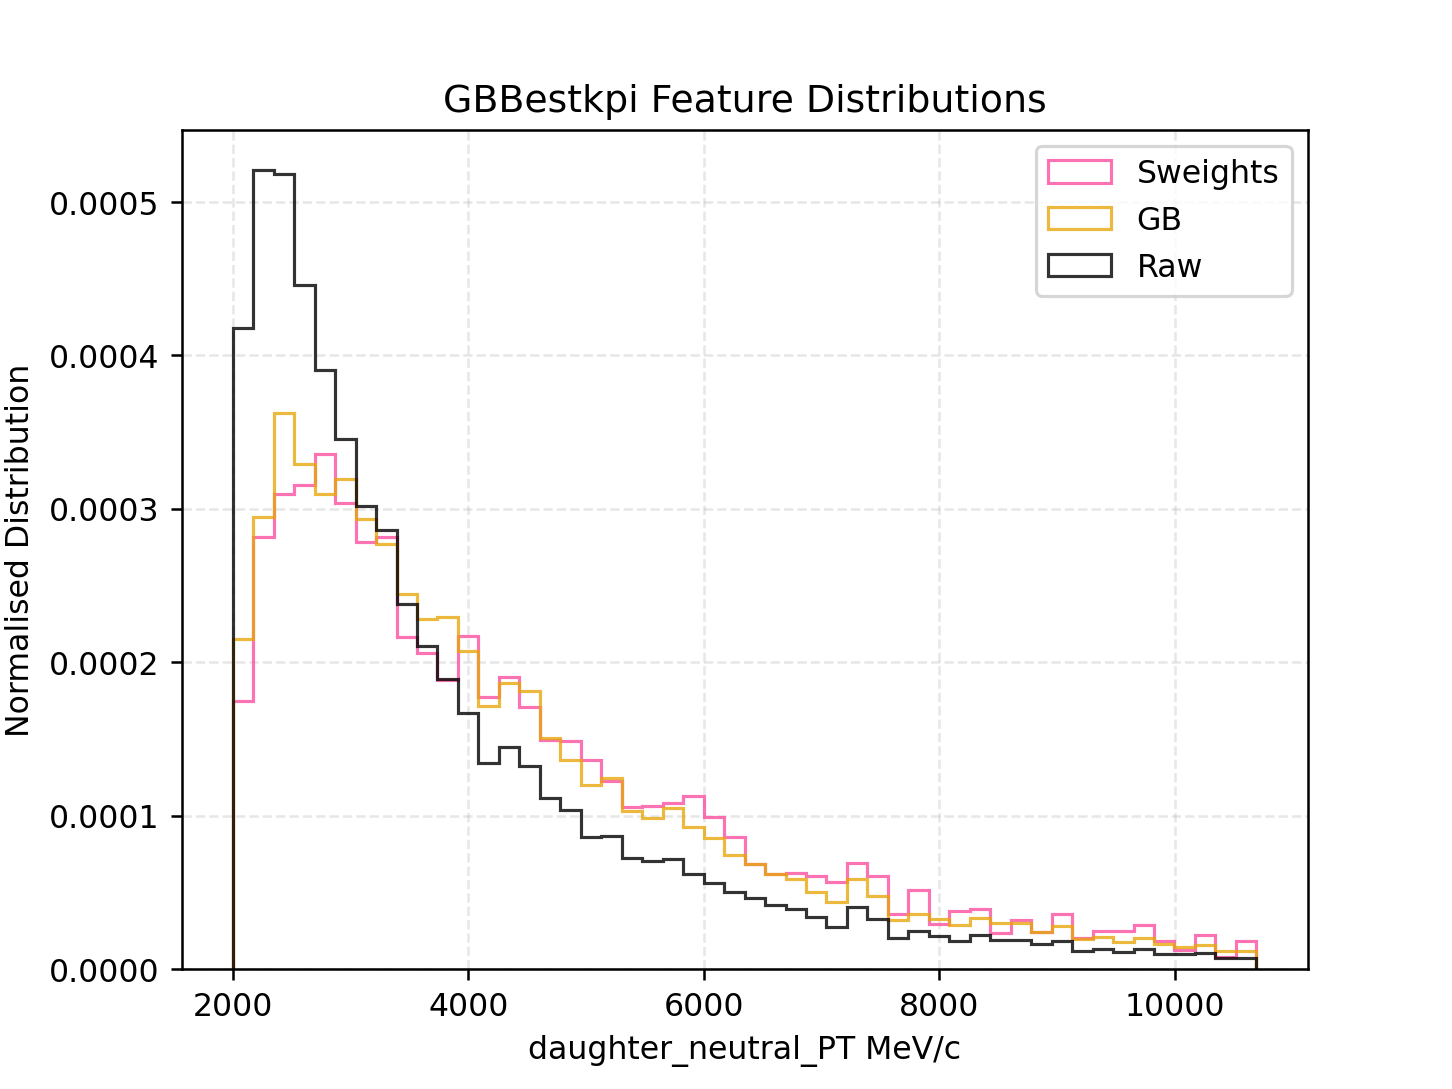 GBBestkpi Feature Distributions
Sweights
GB
Raw
Normalised Distribution
0.0005
0.0004
0.0003
0.0002
0.0001
0.0000
2000 4000 6000 8000 10000
daughter_neutral_PT MeV/c